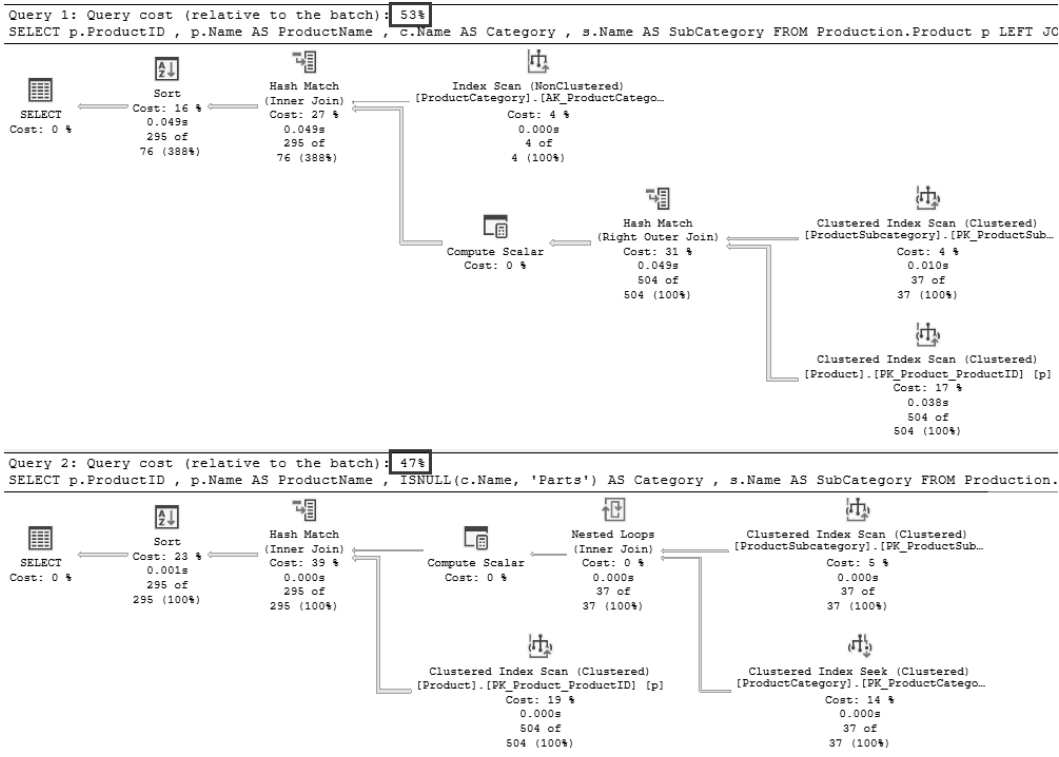 Query 1: Query cost (relative to the batch): 53%
SELECT p.ProductID , p.Name AS ProductName , c.Name AS Category , s.Name AS SubCategory FROM Production.Product p LEFT JO
SELECT
Cost: 0 %
Sort
Cost: 16 %
0.049s
295 of
76 (388%)
Hash Match
(Inner Join)
Cost: 27 %
0.049s
295 of
76 (388%)
Index Scan (NonClustered)
[ProductCategory].[AK_ProductCatego…
Cost: 4 %
0.000s
4 of
4 (100%)
Compute Scalar
Cost: 0 %
Hash Match
(Right Outer Join)
Cost: 31 %
0.049s
504 of
504 (100%)
Clustered Index Scan (Clustered)
[ProductSubcategory].[PK_ProductSub…
Cost: 4 %
0.010s
37 of
37 (100%)
Clustered Index Scan (Clustered)
[Product].[PK_Product_ProductID] [p]
Cost: 17 %
0.038s
504 of
504 (100%)
Query 2: Query cost (relative to the batch): 47%
SELECT p.ProductID , p.Name AS ProductName , ISNULL(c.Name, 'Parts') AS Category , s.Name AS SubCategory FROM Production.
SELECT
Cost: 0 %
Sort
Cost: 23 %
0.001s
295 of
295 (100%)
Hash Match
(Inner Join)
Cost: 39 %
0.000s
295 of
295 (100%)
Compute Scalar
Cost: 0 %
Nested Loops
(Inner Join)
Cost: 0 %
0.000s
37 of
37 (100%)
Clustered Index Scan (Clustered)
[ProductSubcategory].[PK_ProductSub…
Cost: 5 %
0.000s
37 of
37 (100%)
Clustered Index Scan (Clustered)
[Product].[PK_Product_ProductID] [p]
Cost: 19 %
0.000s
504 of
504 (100%)
Clustered Index Seek (Clustered)
[ProductCategory].[PK_ProductCatego…
Cost: 14 %
0.000s
37 of
37 (100%)